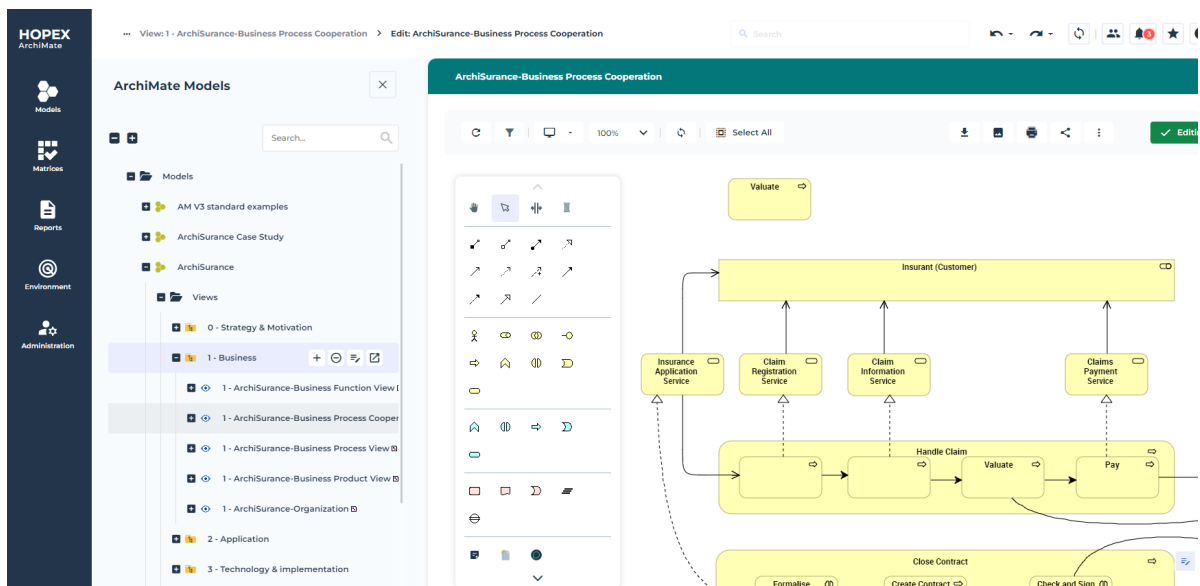 HOPEX
ArchiMate
Models
Matrices
Reports
Environment
Administration
··· View: 1 - ArchiSurance-Business Process Cooperation > Edit: ArchiSurance-Business Process Cooperation
Search
3
ArchiMate Models
Search...
Models
AM V3 standard examples
ArchiSurance Case Study
ArchiSurance
Views
0 - Strategy & Motivation
1 - Business
1 - ArchiSurance-Business Function View
1 - ArchiSurance-Business Process Cooper
1 - ArchiSurance-Business Process View
1 - ArchiSurance-Business Product View
1 - ArchiSurance-Organization
2 - Application
3 - Technology & implementation
ArchiSurance-Business Process Cooperation
100%
Select All
Editi
Valuate
Insurant (Customer)
Insurance
Application
Service
Claim
Registration
Service
Claim
Information
Service
Claims
Payment
Service
Handle Claim
Valuate
Pay
Close Contract
Formalise
Create Contract
Check and Sign